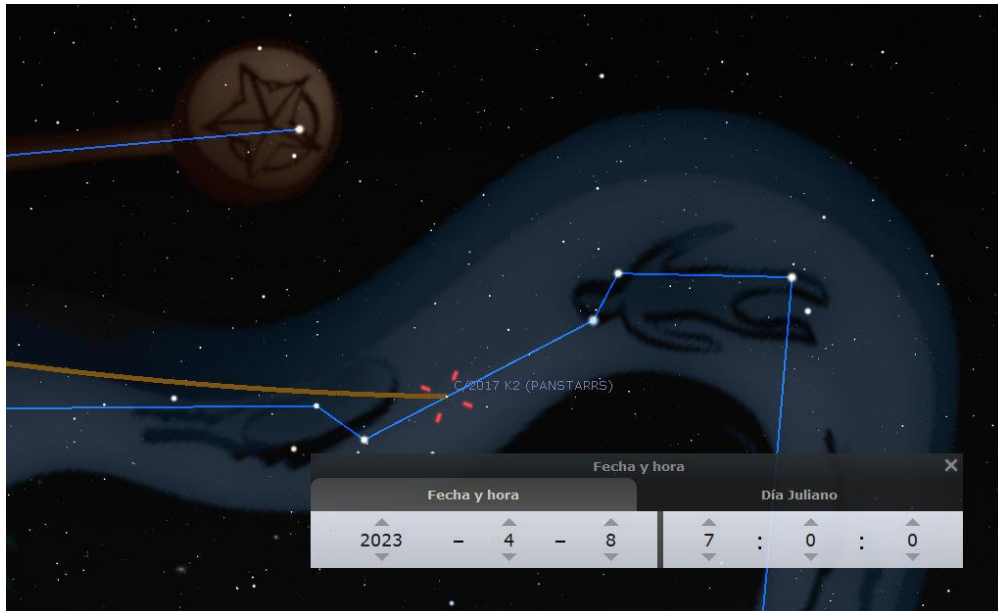 C/2017 K2 (PANSTARRS)
Fecha y hora
Fecha y hora Día Juliano
2023 - 4 - 8 7 : 0 : 0